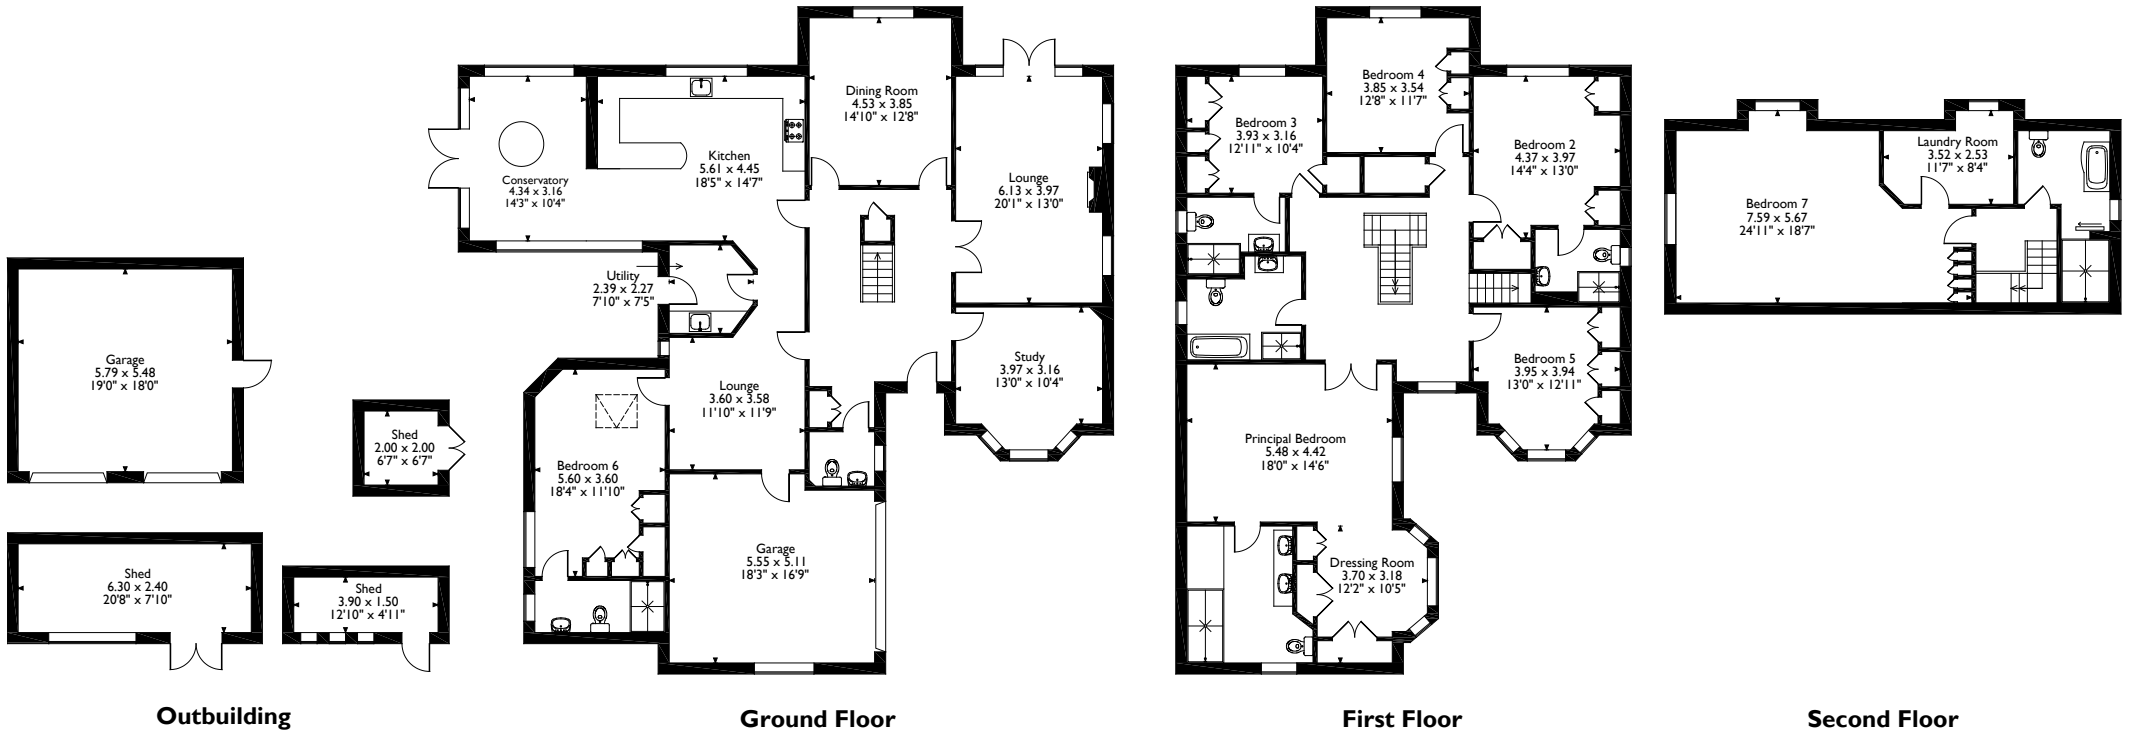 Garage
5.79 x 5.48
19'0" x 18'0"
Shed
2.00 x 2.00
6'7" x 6'7"
Shed
6.30 x 2.40
20'8" x 7'10"
Shed
3.90 x 1.50
12'10" x 4'11"
Outbuilding
Dining Room
4.53 x 3.85
14'10" x 12'8"
Kitchen
5.61 x 4.45
18'5" x 14'7"
Conservatory
4.34 x 3.16
14'3" x 10'4"
Lounge
6.13 x 3.97
20'1" x 13'0"
Utility
2.39 x 2.27
7'10" x 7'5"
Study
3.97 x 3.16
13'0" x 10'4"
Lounge
3.60 x 3.58
11'10" x 11'9"
Bedroom 6
5.60 x 3.60
18'4" x 11'10"
Garage
5.55 x 5.11
18'3" x 16'9"
Ground Floor
Bedroom 4
3.85 x 3.54
12'8" x 11'7"
Bedroom 3
3.93 x 3.16
12'11" x 10'4"
Bedroom 2
4.37 x 3.97
14'4" x 13'0"
Bedroom 5
3.95 x 3.94
13'0" x 12'11"
Principal Bedroom
5.48 x 4.42
18'0" x 14'6"
Dressing Room
3.70 x 3.18
12'2" x 10'5"
First Floor
Laundry Room
3.52 x 2.53
11'7" x 8'4"
Bedroom 7
7.59 x 5.67
24'11" x 18'7"
Second Floor